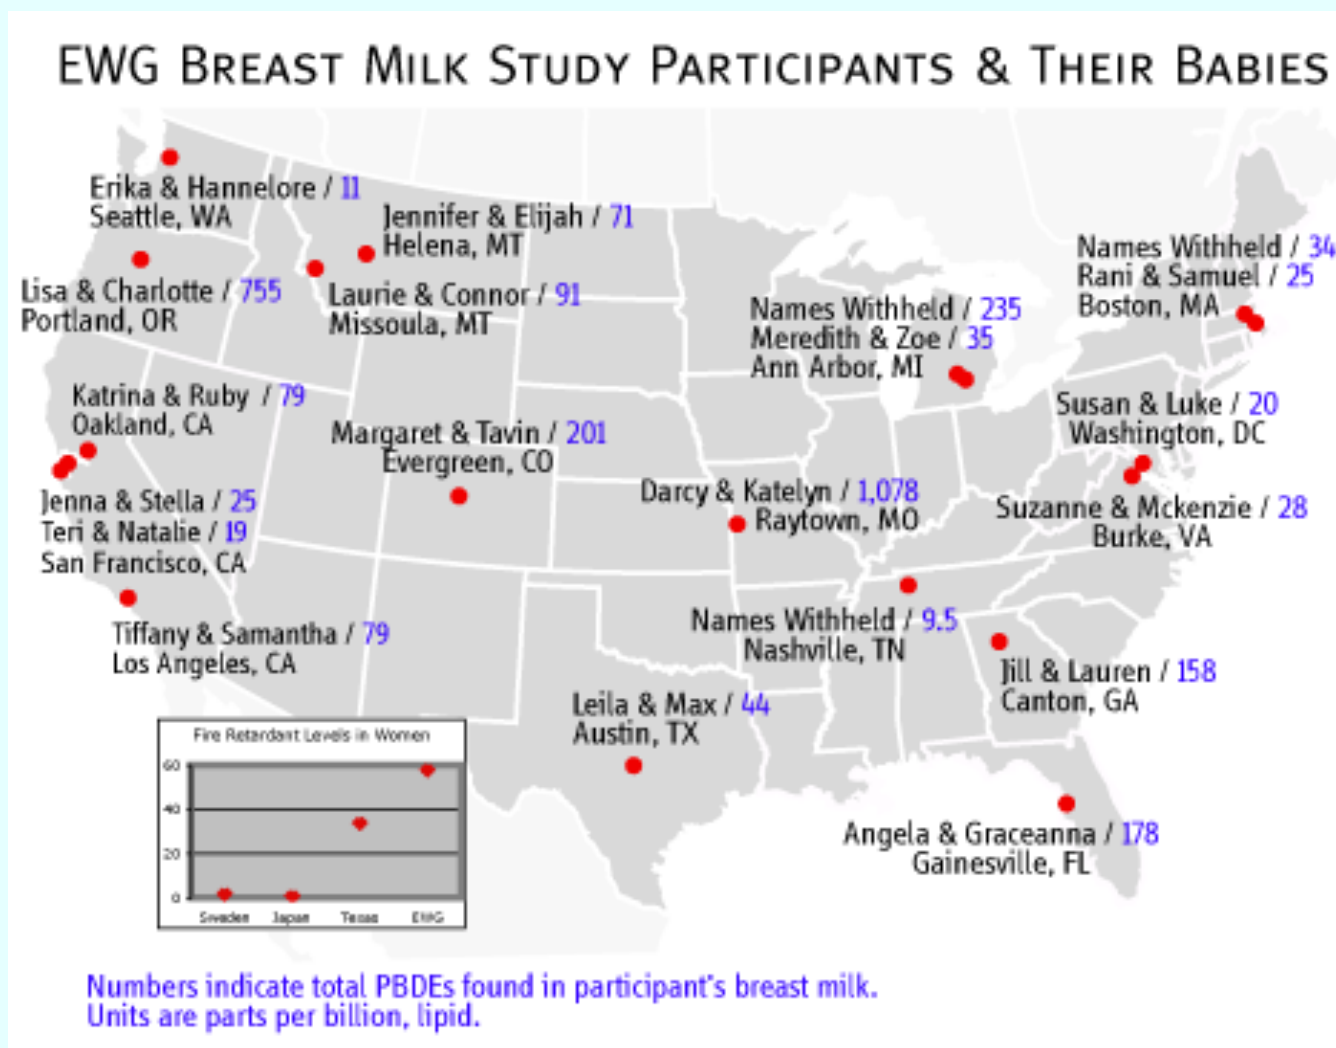 EWG BREAST MILK STUDY PARTICIPANTS & THEIR BABIES
Erika & Hannelore / 11
Seattle, WA
Jennifer & Elijah / 71
Helena, MT
Lisa & Charlotte / 755
Portland, OR
Laurie & Connor / 91
Missoula, MT
Names Withheld / 235
Meredith & Zoe / 35
Ann Arbor, MI
Names Withheld / 34
Rani & Samuel / 25
Boston, MA
Katrina & Ruby / 79
Oakland, CA
Margaret & Tavin / 201
Evergreen, CO
Susan & Luke / 20
Washington, DC
Jenna & Stella / 25
Teri & Natalie / 19
San Francisco, CA
Darcy & Katelyn / 1,078
Raytown, MO
Suzanne & Mckenzie / 28
Burke, VA
Tiffany & Samantha / 79
Los Angeles, CA
Names Withheld / 9.5
Nashville, TN
Jill & Lauren / 158
Canton, GA
Leila & Max / 44
Austin, TX
Angela & Graceanna / 178
Gainesville, FL
Fire Retardant Levels in Women
60
40
20
0
Sweden Japan Texas EWG
Numbers indicate total PBDEs found in participant's breast milk.
Units are parts per billion, lipid.